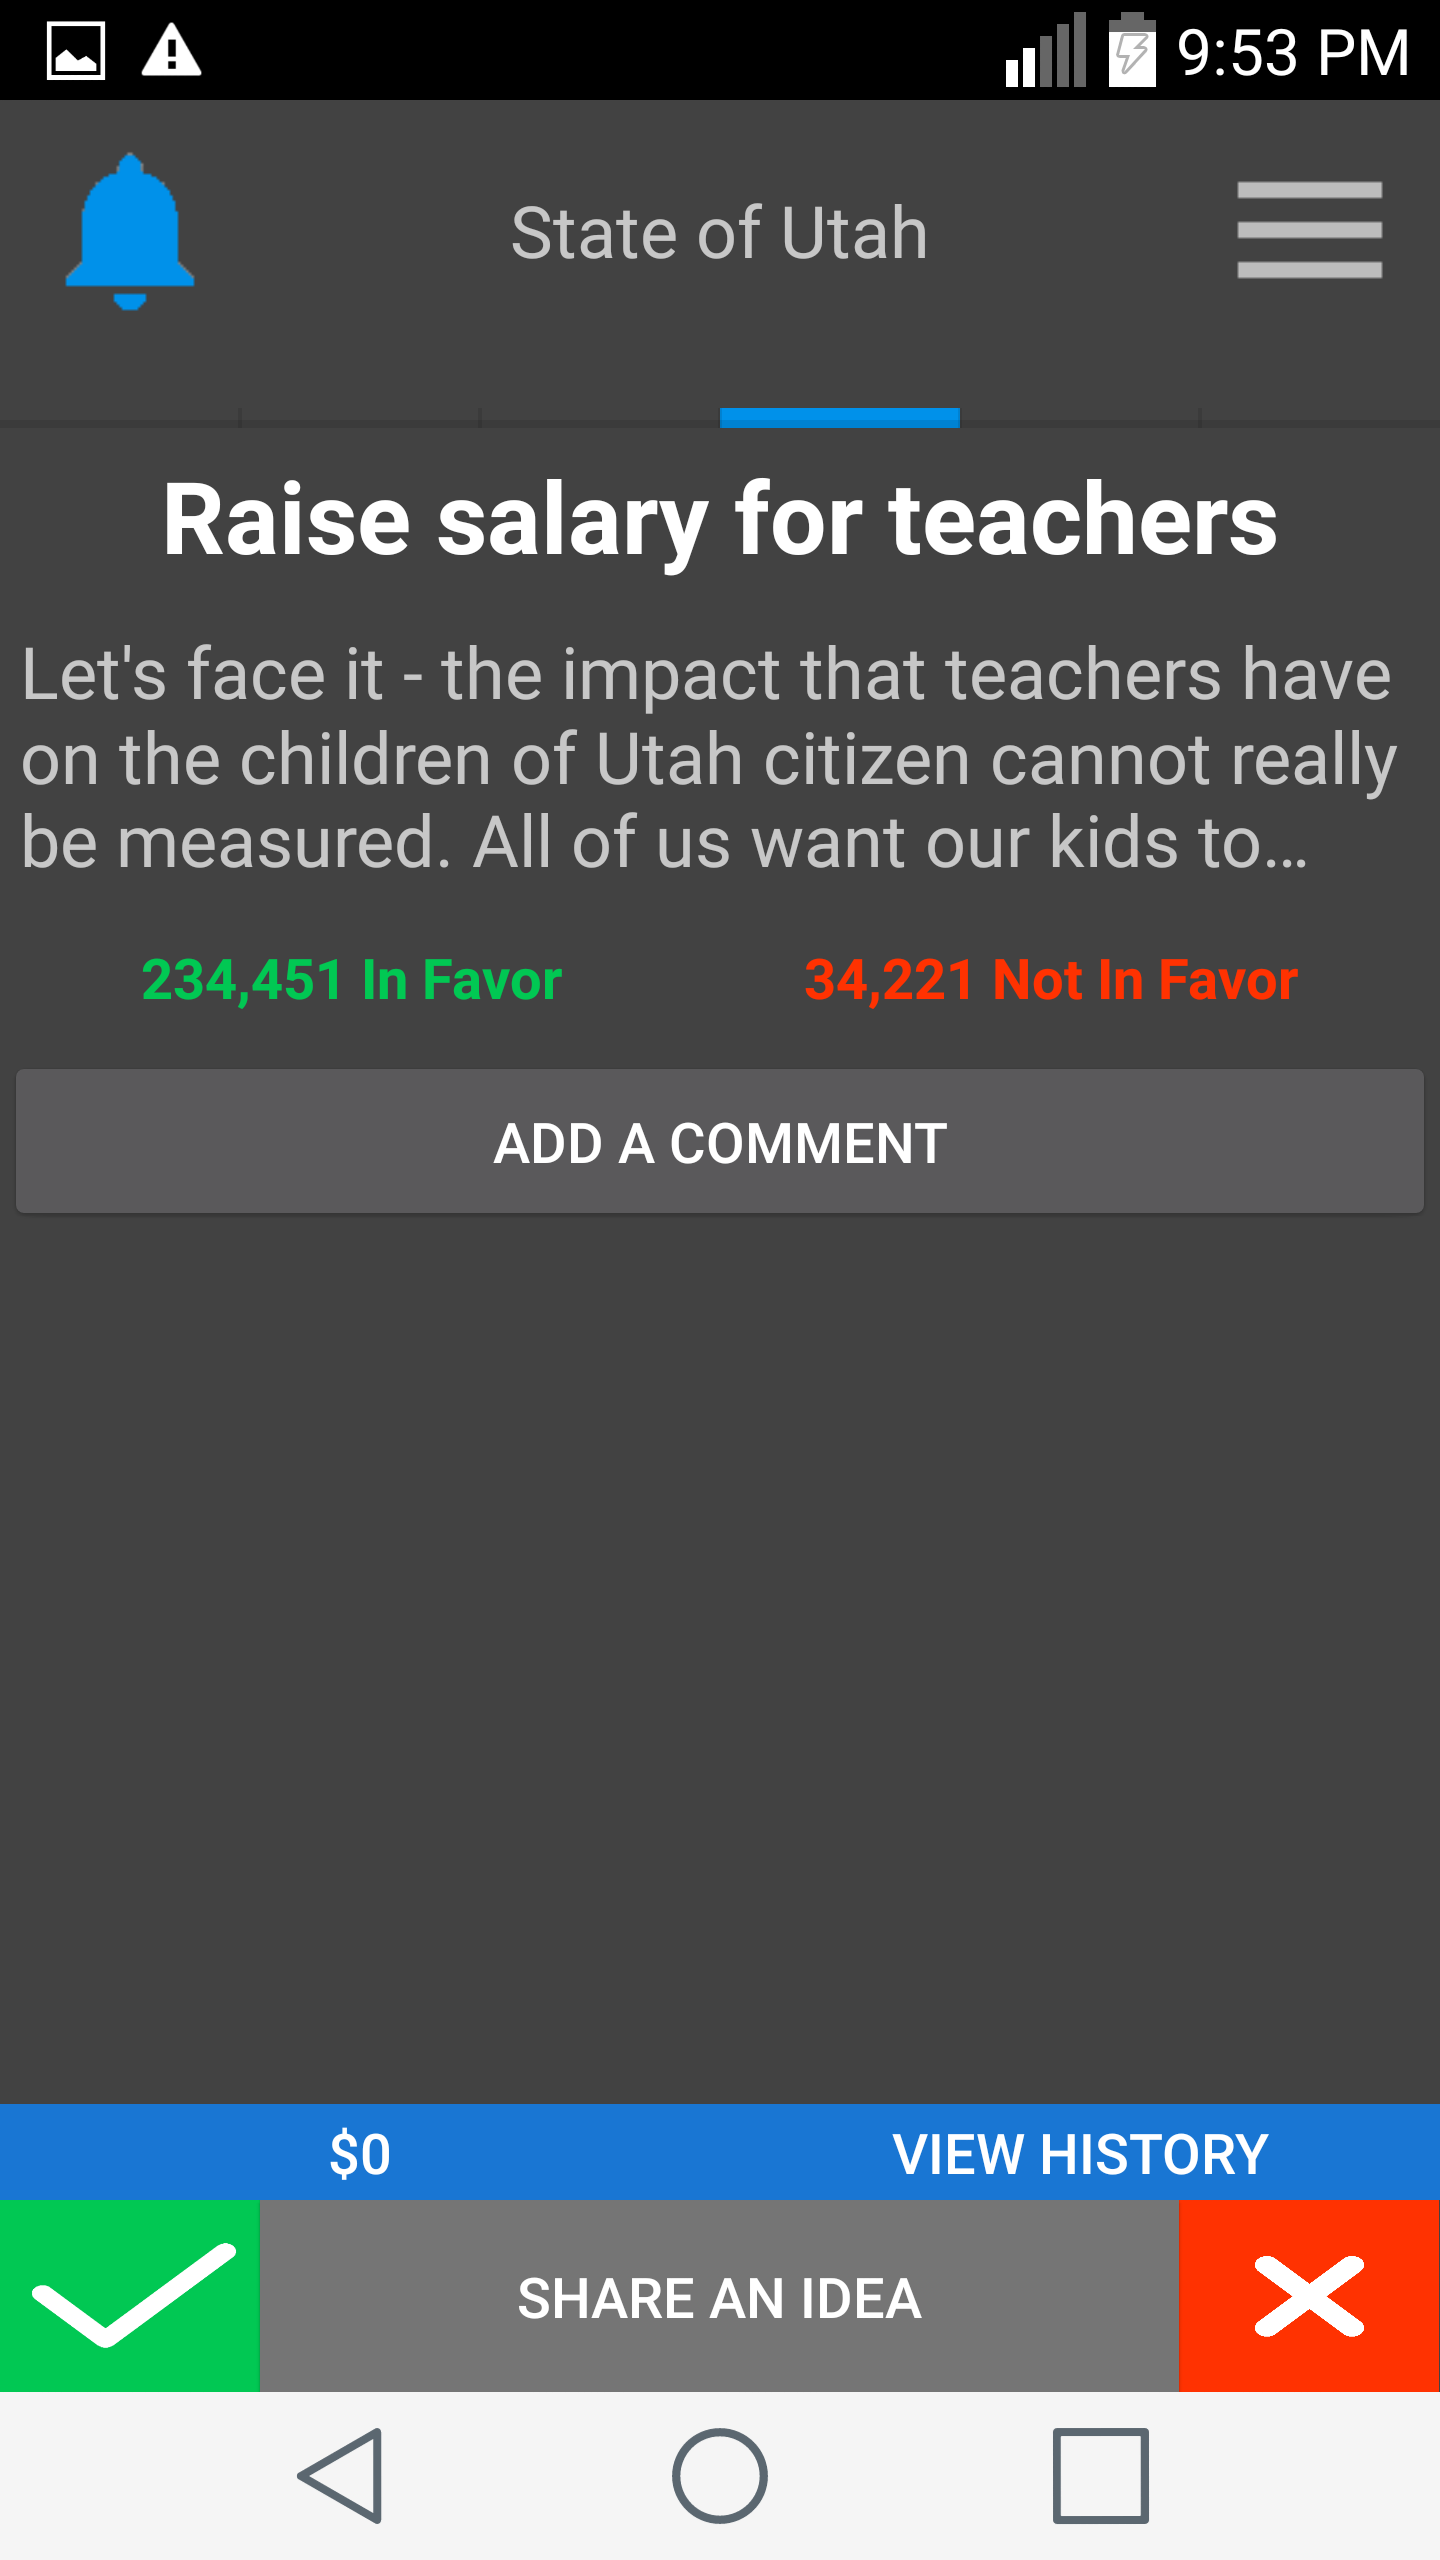 9:53 PM
State of Utah
Raise salary for teachers
Let's face it - the impact that teachers have
on the children of Utah citizen cannot really
be measured. All of us want our kids to…
234,451 In Favor
34,221 Not In Favor
ADD A COMMENT
$0
VIEW HISTORY
SHARE AN IDEA